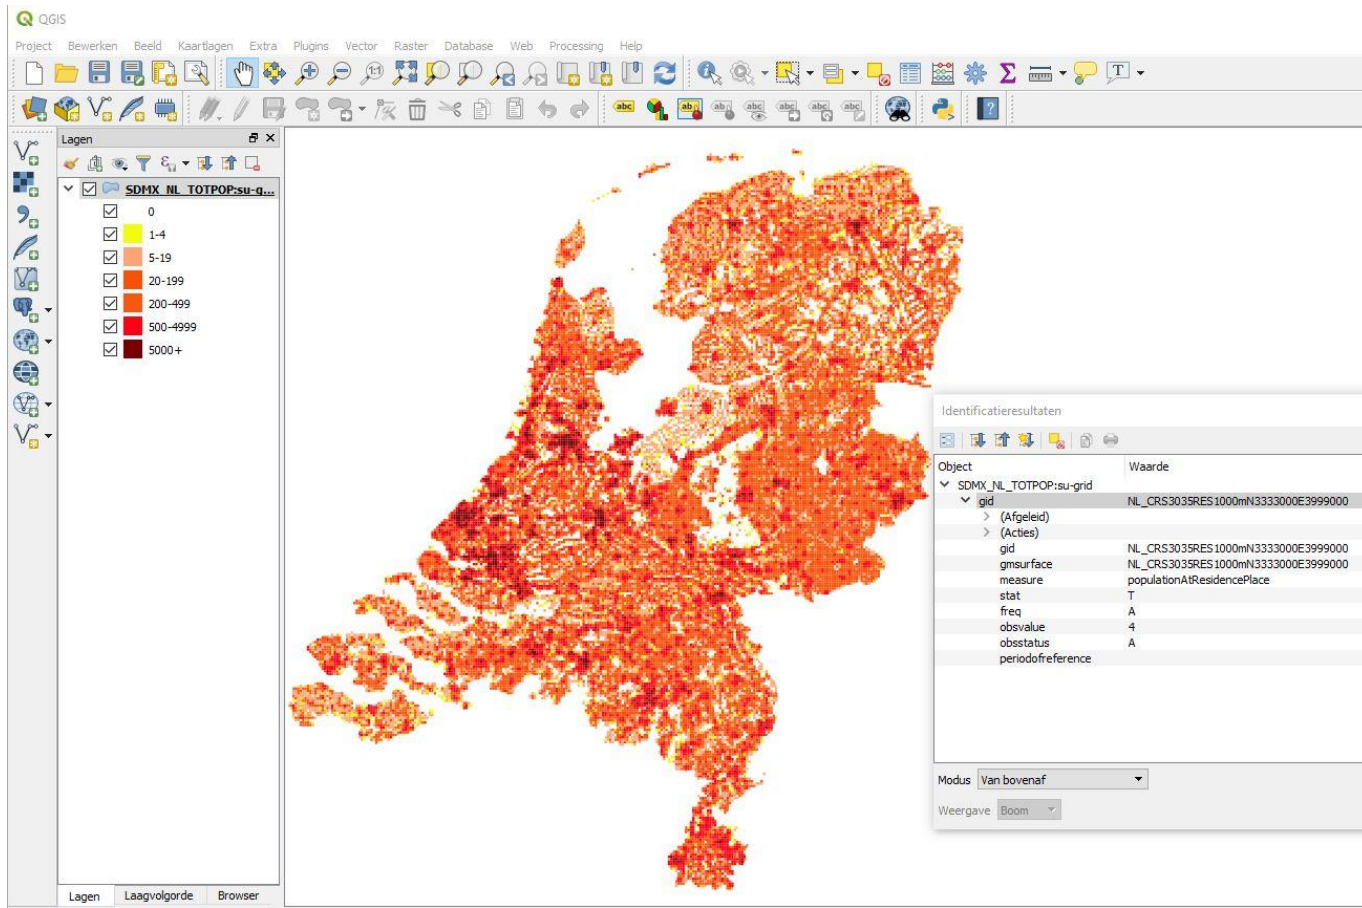 QGIS
Project Bewerken Beeld Kaartlagen Extra Plugins Vector Raster Database Web Processing Help
Lagen
SDMX_NL_TOTPOP:su-g...
0
1-4
5-19
20-199
200-499
500-4999
5000+
Identificatieresultaten
Object Waarde
SDMX_NL_TOTPOP:su-grid
gid NL_CRS3035RES1000mN3333000E3999000
(Afgeleid)
(Acties)
gid NL_CRS3035RES1000mN3333000E3999000
gmsurface NL_CRS3035RES1000mN3333000E3999000
measure populationAtResidencePlace
stat T
freq A
obsvalue 4
obsstatus A
periodofreference
Modus Van bovenaf
Weergave Boom
Lagen Laagvolgorde Browser